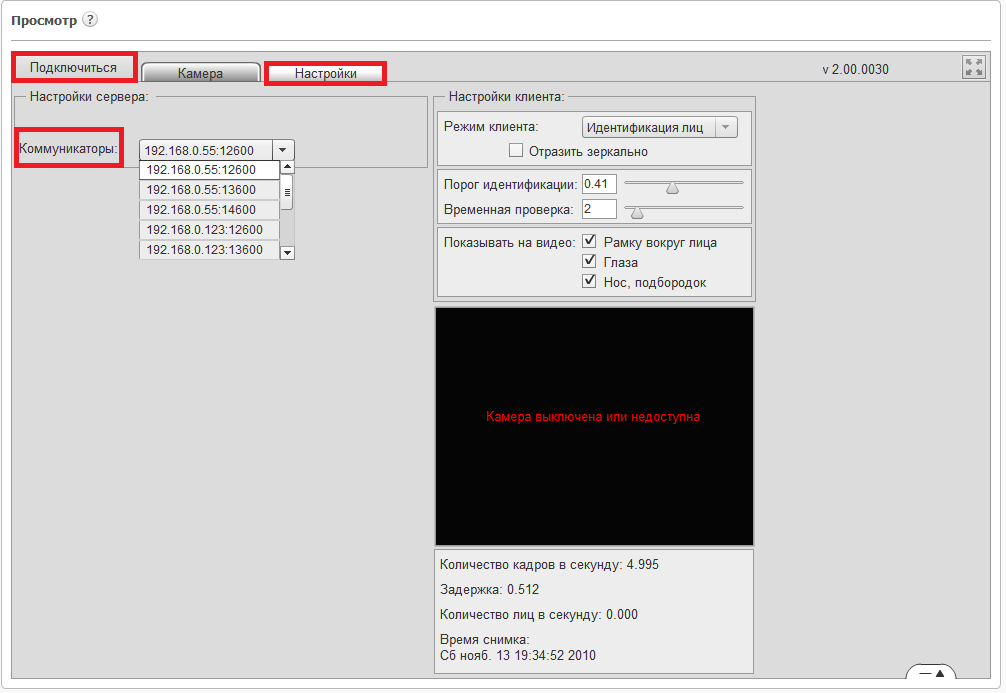 Просмотр ?
Подключиться
Камера
Настройки
v 2.00.0030
Настройки сервера:
Коммуникаторы:
192.168.0.55:12600
192.168.0.55:12600
192.168.0.55:13600
192.168.0.55:14600
192.168.0.123:12600
192.168.0.123:13600
Настройки клиента:
Режим клиента:
Идентификация лиц
Отразить зеркально
Порог идентификации: 0.41
Временная проверка: 2
Показывать на видео:
Рамку вокруг лица
Глаза
Нос, подбородок
Камера выключена или недоступна
Количество кадров в секунду: 4.995
Задержка: 0.512
Количество лиц в секунду: 0.000
Время снимка:
Сб нояб. 13 19:34:52 2010